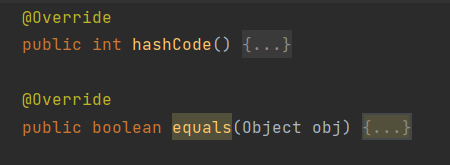 @Override
public int hashCode() {...}
@Override
public boolean equals(Object obj) {...}